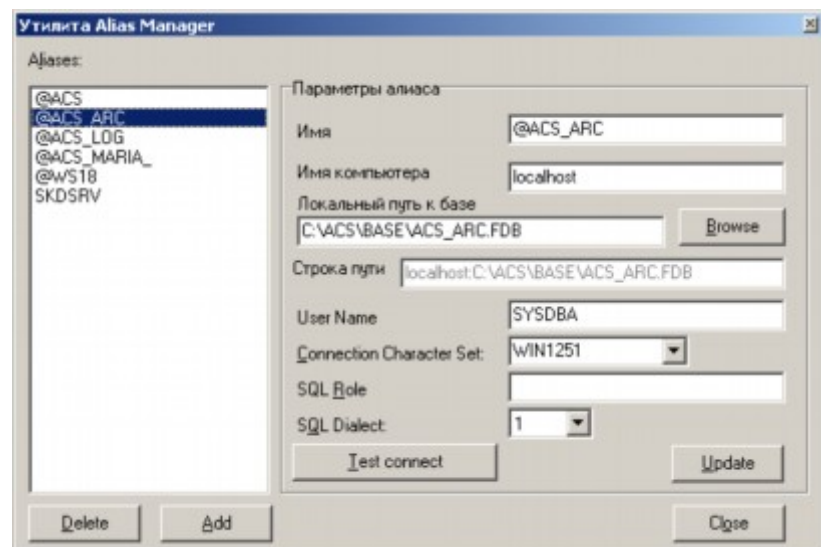 Утилита Alias Manager
Aliases:
@ACS
@ACS_ARC
@ACS_LOG
@ACS_MARIA_
@WS18
SKDSRV
Параметры алиаса
Имя
@ACS_ARC
Имя компьютера
localhost
Локальный путь к базе
C:\ACS\BASE\ACS_ARC.FDB
Browse
Строка пути
localhost:C:\ACS\BASE\ACS_ARC.FDB
User Name
SYSDBA
Connection Character Set:
WIN1251
SQL Role
SQL Dialect:
1
Test connect
Update
Delete
Add
Close